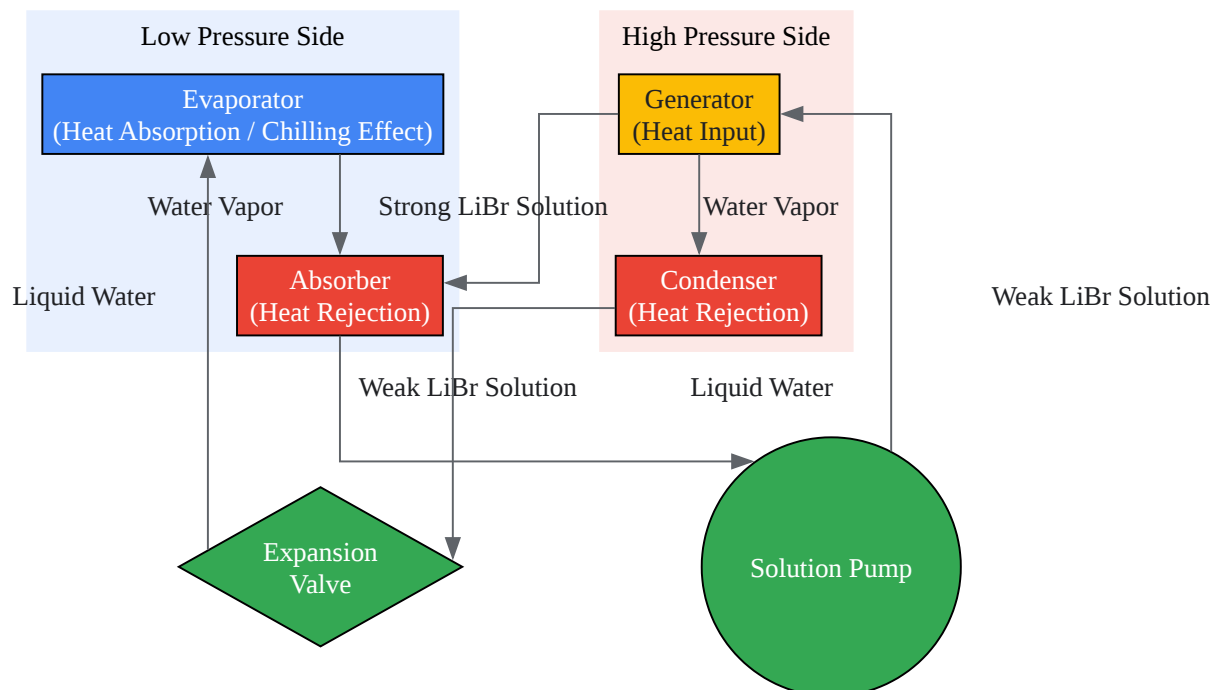 Low Pressure Side
High Pressure Side
Evaporator
(Heat Absorption / Chilling Effect)
Generator
(Heat Input)
Water Vapor
Strong LiBr Solution
Water Vapor
Liquid Water
Absorber
(Heat Rejection)
Condenser
(Heat Rejection)
Weak LiBr Solution
Weak LiBr Solution
Liquid Water
Expansion
Valve
Solution Pump